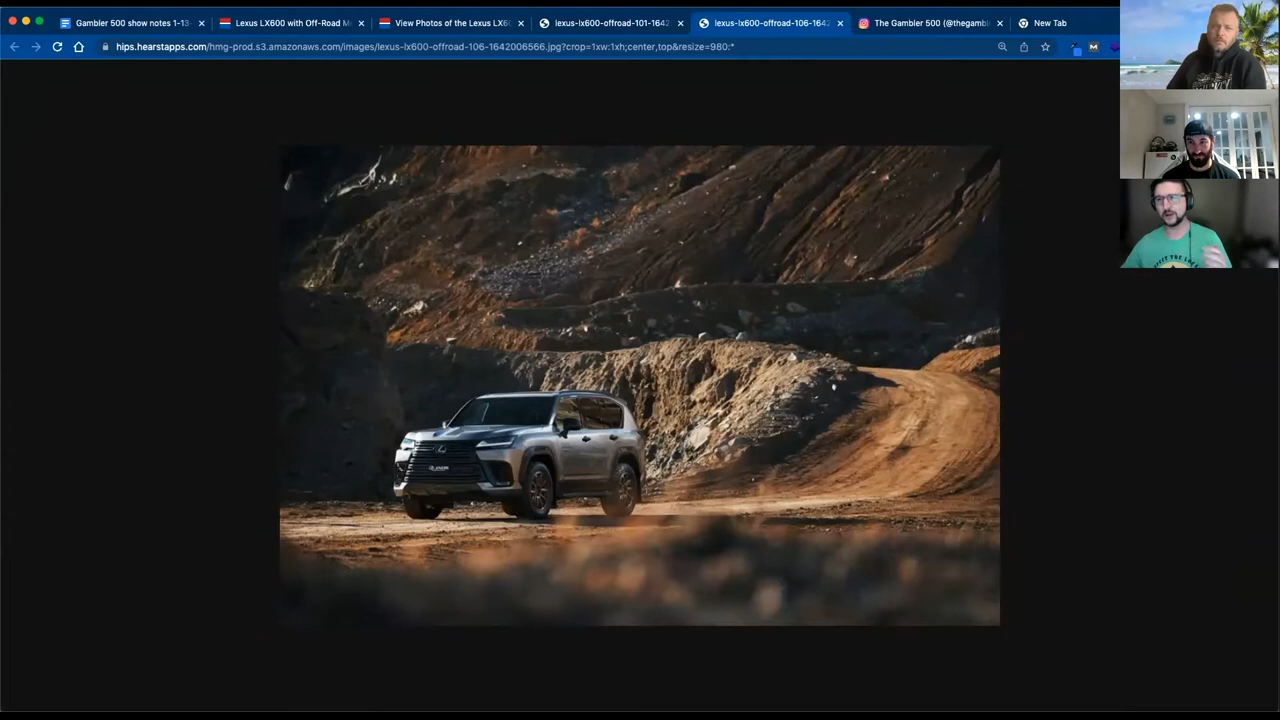 Gambler 500 show notes 1-13-
Lexus LX600 with Off-Road M
View Photos of the Lexus LX6
lexus-lx600-offroad-101-1642
lexus-lx600-offroad-106-1642
The Gambler 500 (@thegambl
New Tab
hips.hearstapps.com/hmg-prod.s3.amazonaws.com/images/lexus-lx600-offroad-106-1642006566.jpg?crop=1xw:1xh;center,top&resize=980:*